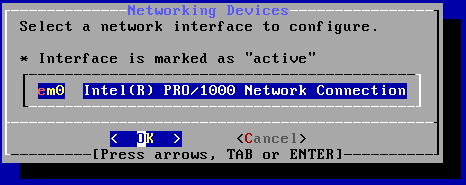 Networking Devices
Select a network interface to configure.
* Interface is marked as "active"
em0 Intel(R) PRO/1000 Network Connection
< OK > <Cancel>
[Press arrows, TAB or ENTER]